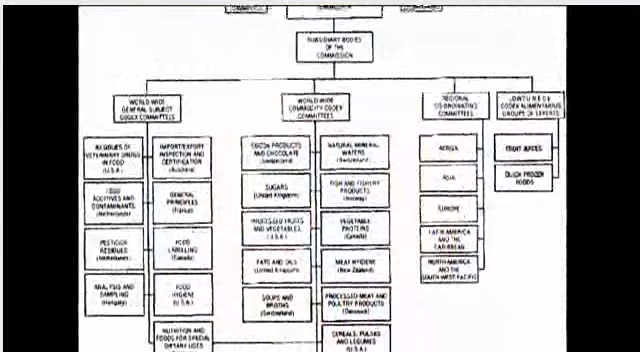 SUBSIDIARY BODIES
OF THE
COMMISSION
WORLD-WIDE
GENERAL SUBJECT
CODEX COMMITTEES
WORLD-WIDE
COMMODITY CODEX
COMMITTEES
REGIONAL
CO-ORDINATING
COMMITTEES
JOINT U N E C E
CODEX ALIMENTARIUS
GROUPS OF EXPERTS
RESIDUES OF
VETERINARY DRUGS
IN FOOD
(U.S.A.)
IMPORT/EXPORT
INSPECTION AND
CERTIFICATION
(Australia)
FOOD
ADDITIVES AND
CONTAMINANTS
(Netherlands)
GENERAL
PRINCIPLES
(France)
PESTICIDE
RESIDUES
(Netherlands)
FOOD
LABELLING
(Canada)
ANALYSIS AND
SAMPLING
(Hungary)
FOOD
HYGIENE
(U.S.A.)
NUTRITION AND
FOODS FOR SPECIAL
DIETARY USES
COCOA PRODUCTS
AND CHOCOLATE
(Switzerland)
NATURAL MINERAL
WATERS
(Switzerland)
SUGARS
(United Kingdom)
FISH AND FISHERY
PRODUCTS
(Norway)
PROCESSED FRUITS
AND VEGETABLES
(U.S.A.)
VEGETABLE
PROTEINS
(Canada)
FATS AND OILS
(United Kingdom)
MEAT HYGIENE
(New Zealand)
SOUPS AND
BROTHS
(Switzerland)
PROCESSED MEAT AND
POULTRY PRODUCTS
(Denmark)
CEREALS, PULSES
AND LEGUMES
(U.S.A.)
AFRICA
ASIA
EUROPE
LATIN AMERICA
AND THE
CARIBBEAN
NORTH AMERICA
AND THE
SOUTH-WEST PACIFIC
FRUIT JUICES
QUICK FROZEN
FOODS